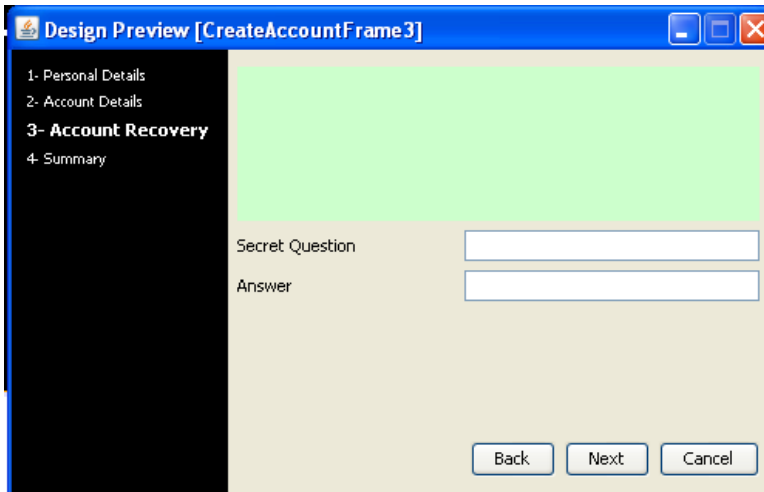 Design Preview [CreateAccountFrame3]
1- Personal Details
2- Account Details
3- Account Recovery
4- Summary
Secret Question
Answer
Back Next Cancel